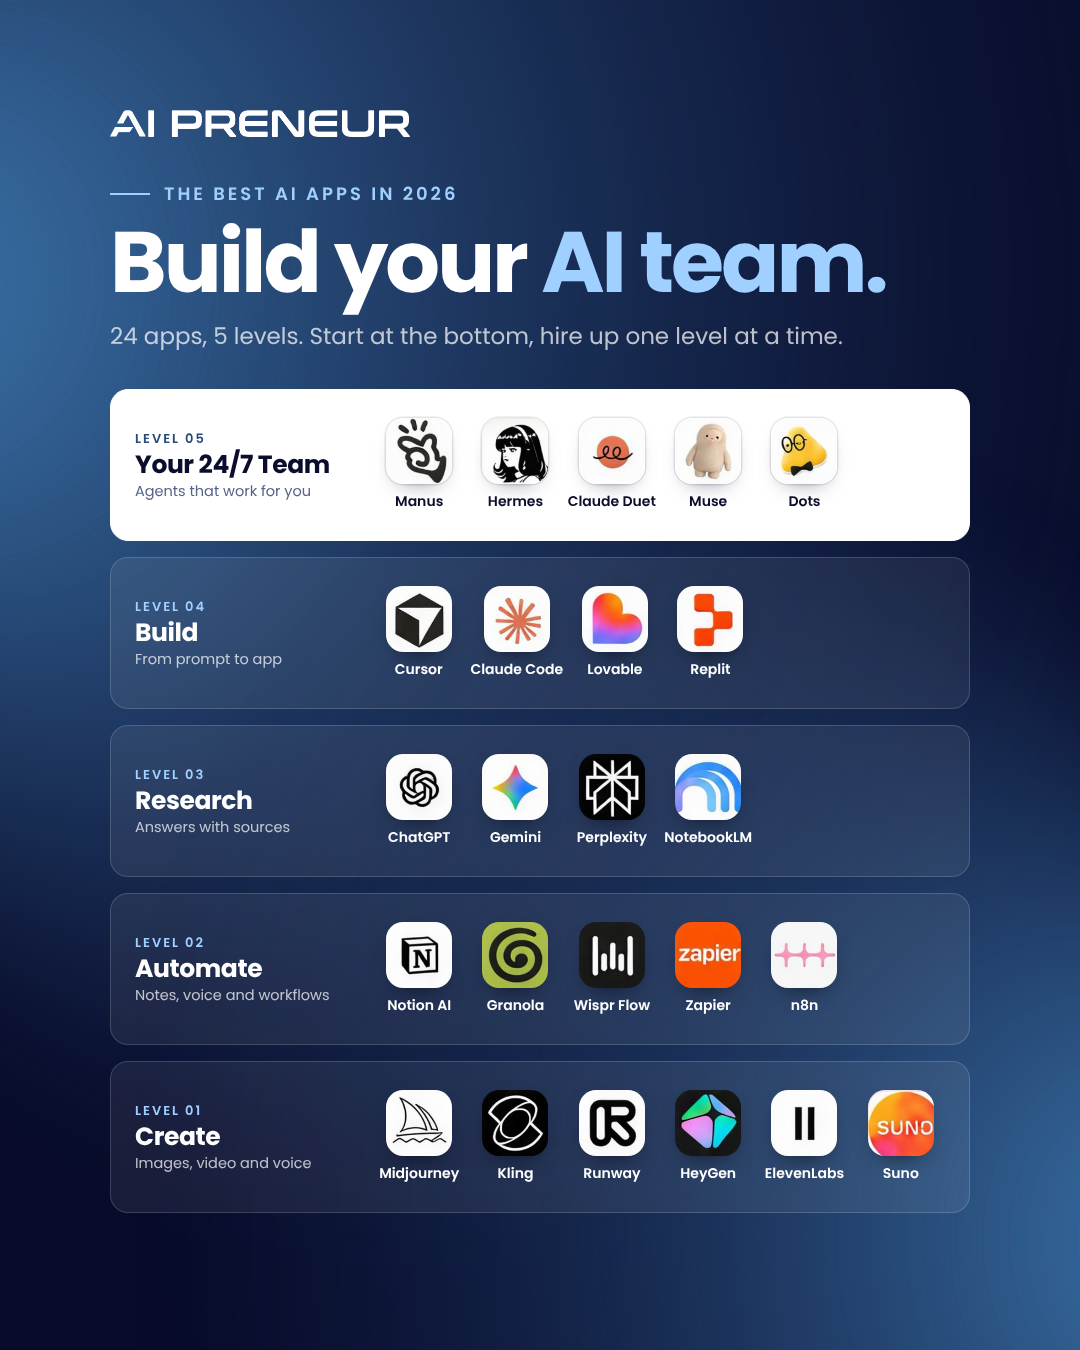 AI PRENEUR
THE BEST AI APPS IN 2026
Build your AI team.
24 apps, 5 levels. Start at the bottom, hire up one level at a time.
LEVEL 05
Your 24/7 Team
Agents that work for you
Manus
Hermes
Claude Duet
Muse
Dots
LEVEL 04
Build
From prompt to app
Cursor
Claude Code
Lovable
Replit
LEVEL 03
Research
Answers with sources
ChatGPT
Gemini
Perplexity
NotebookLM
LEVEL 02
Automate
Notes, voice and workflows
N
zapier
Notion AI
Granola
Wispr Flow
Zapier
n8n
LEVEL 01
Create
Images, video and voice
R
SUNO
Midjourney
Kling
Runway
HeyGen
ElevenLabs
Suno